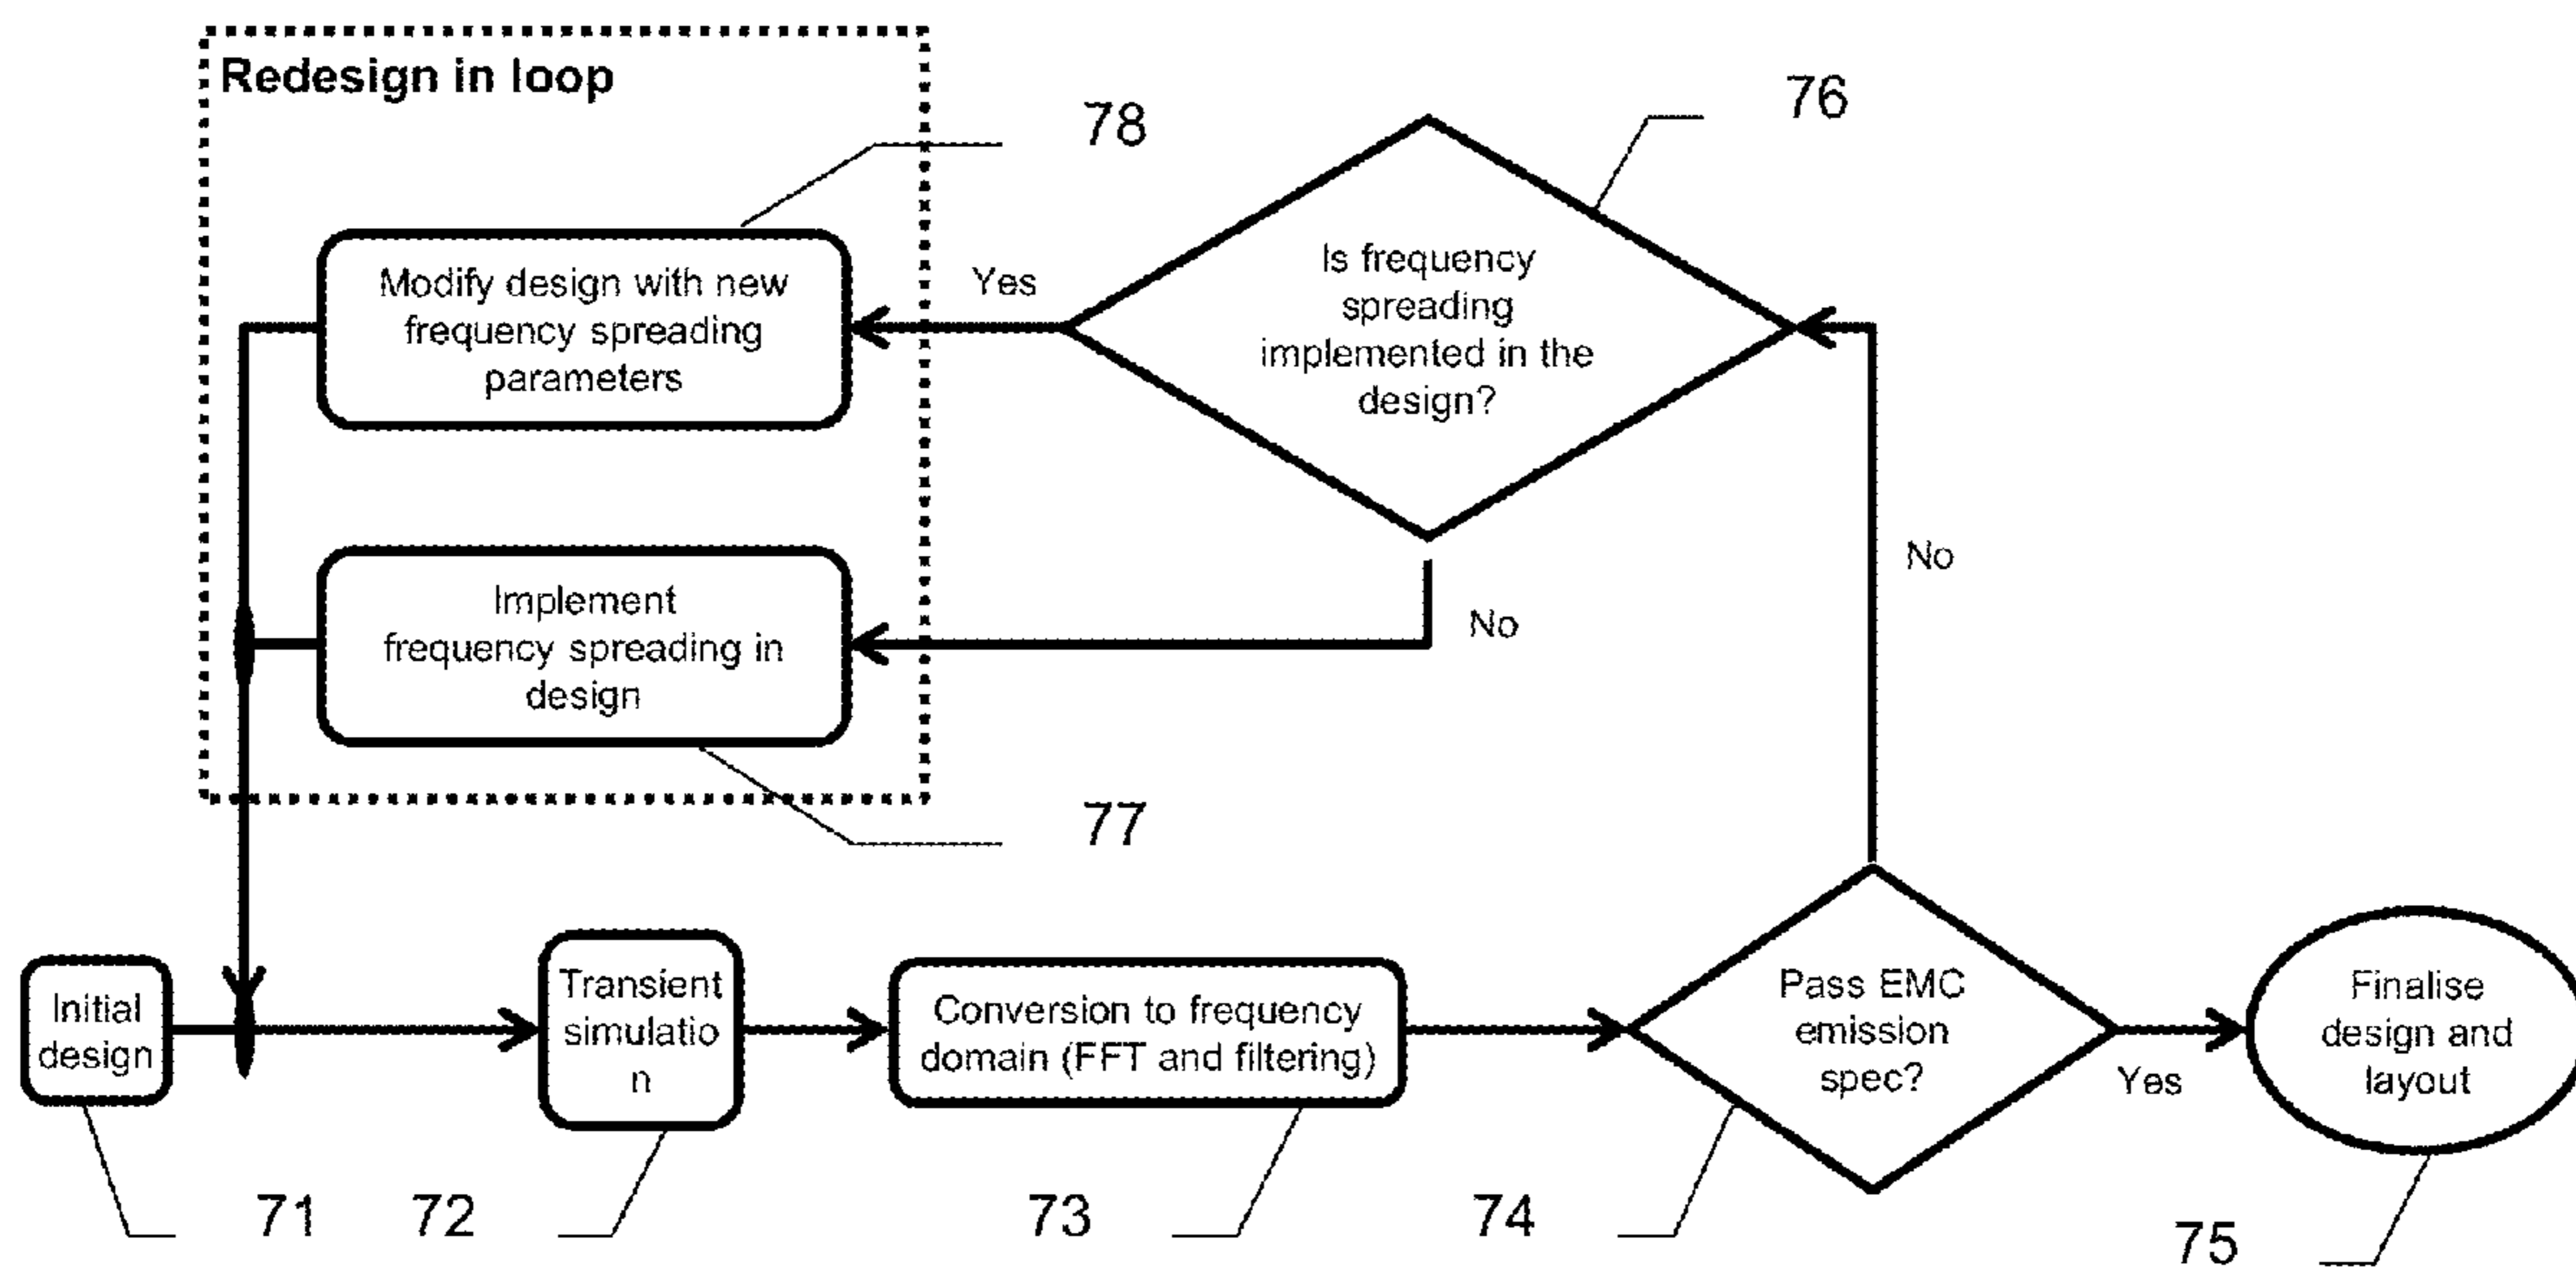 Redesign in loop
78
76
Modify design with new
frequency spreading
parameters
Yes
Is frequency
spreading
implemented in the
design?
No
Implement
frequency spreading in
design
No
77
Initial
design
Transient
simulatio
n
Conversion to frequency
domain (FFT and filtering)
Pass EMC
emission
spec?
Yes
Finalise
design and
layout
71
72
73
74
75